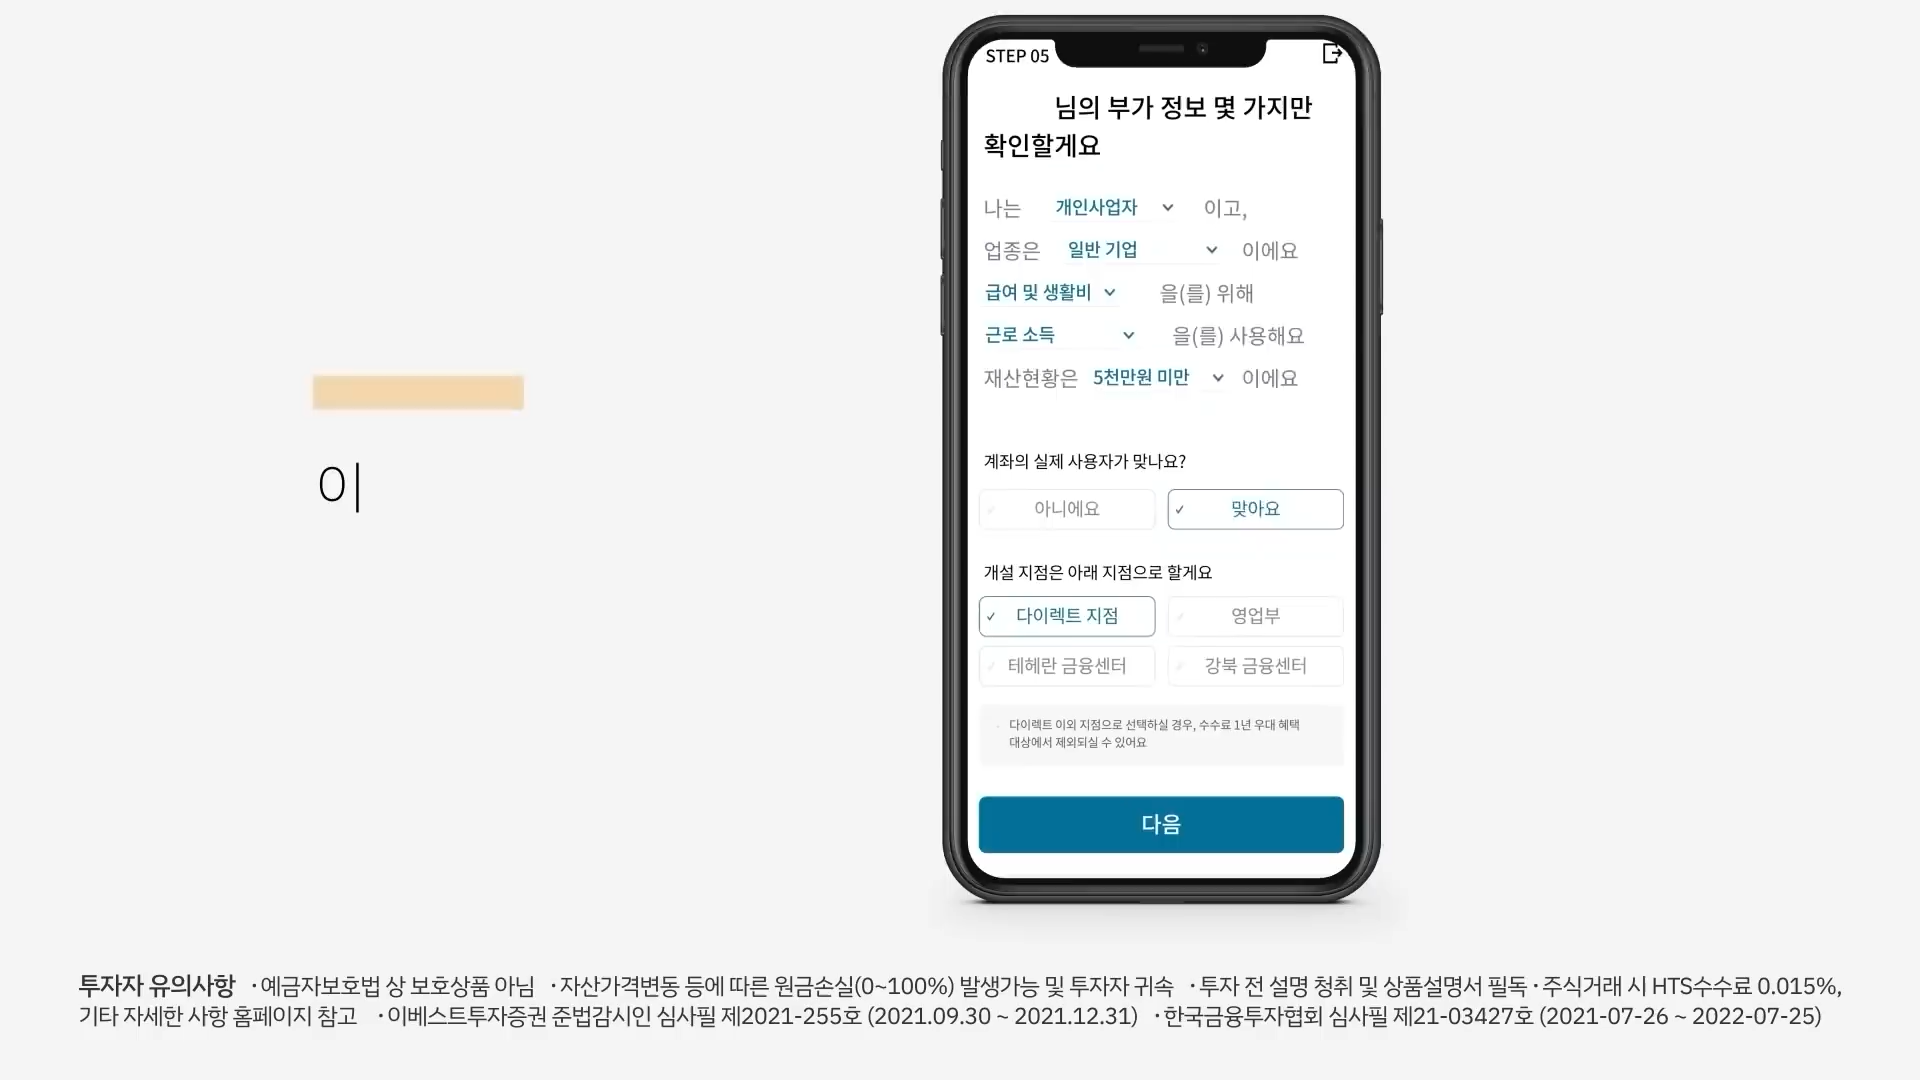 이
STEP 05
님의 부가 정보 몇 가지만
확인할게요
나는 개인사업자 이고,
업종은 일반 기업 이에요
급여 및 생활비 을(를) 위해
근로 소득 을(를) 사용해요
재산현황은 5천만원 미만 이에요
계좌의 실제 사용자가 맞나요?
아니에요 맞아요
개설 지점은 아래 지점으로 할게요
다이렉트 지점 영업부
테헤란 금융센터 강북 금융센터
다이렉트 이외 지점으로 선택하실 경우, 수수료 1년 우대 혜택
대상에서 제외되실 수 있어요
다음
투자자 유의사항 ·예금자보호법 상 보호상품 아님 ·자산가격변동 등에 따른 원금손실(0~100%) 발생가능 및 투자자 귀속 ·투자 전 설명 청취 및 상품설명서 필독·주식거래 시 HTS수수료 0.015%,
기타 자세한 사항 홈페이지 참고 ·이베스트투자증권 준법감시인 심사필 제2021-255호 (2021.09.30 ~ 2021.12.31) ·한국금융투자협회 심사필 제21-03427호 (2021-07-26 ~ 2022-07-25)